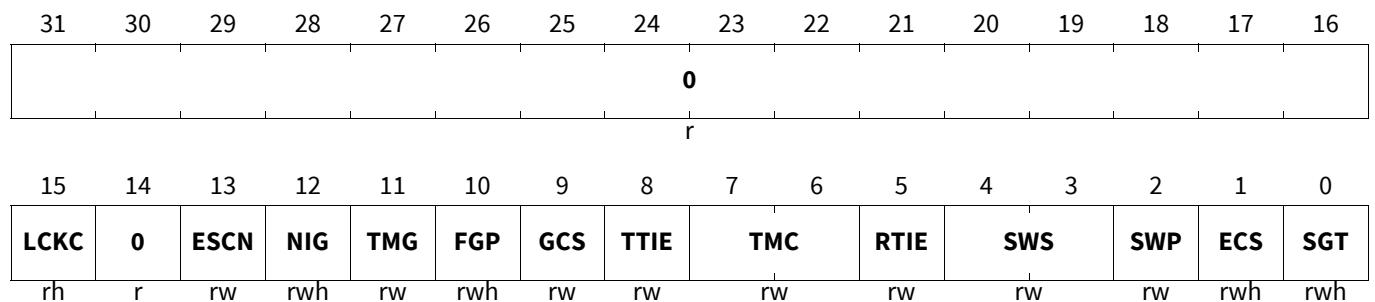 31 30 29 28 27 26 25 24 23 22 21 20 19 18 17 16
0
r
15 14 13 12 11 10 9 8 7 6 5 4 3 2 1 0
LCKC 0 ESCN NIG TMG FGP GCS TTIE TMC RTIE SWS SWP ECS SGT
rh r rw rwh rw rwh rw rw rw rw rw rw rwh rwh